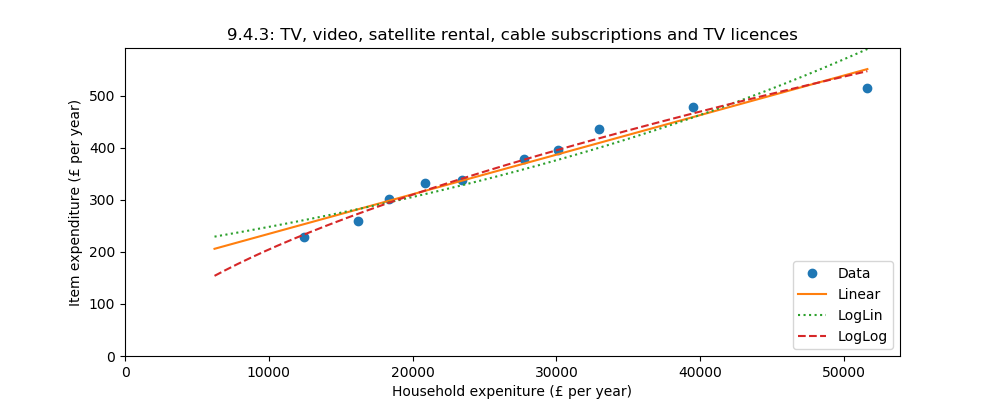 9.4.3: TV, video, satellite rental, cable subscriptions and TV licences
Item expenditure (£ per year)
500
400
300
200
100
0
0 10000 20000 30000 40000 50000
Household expeniture (£ per year)
Data
Linear
LogLin
LogLog